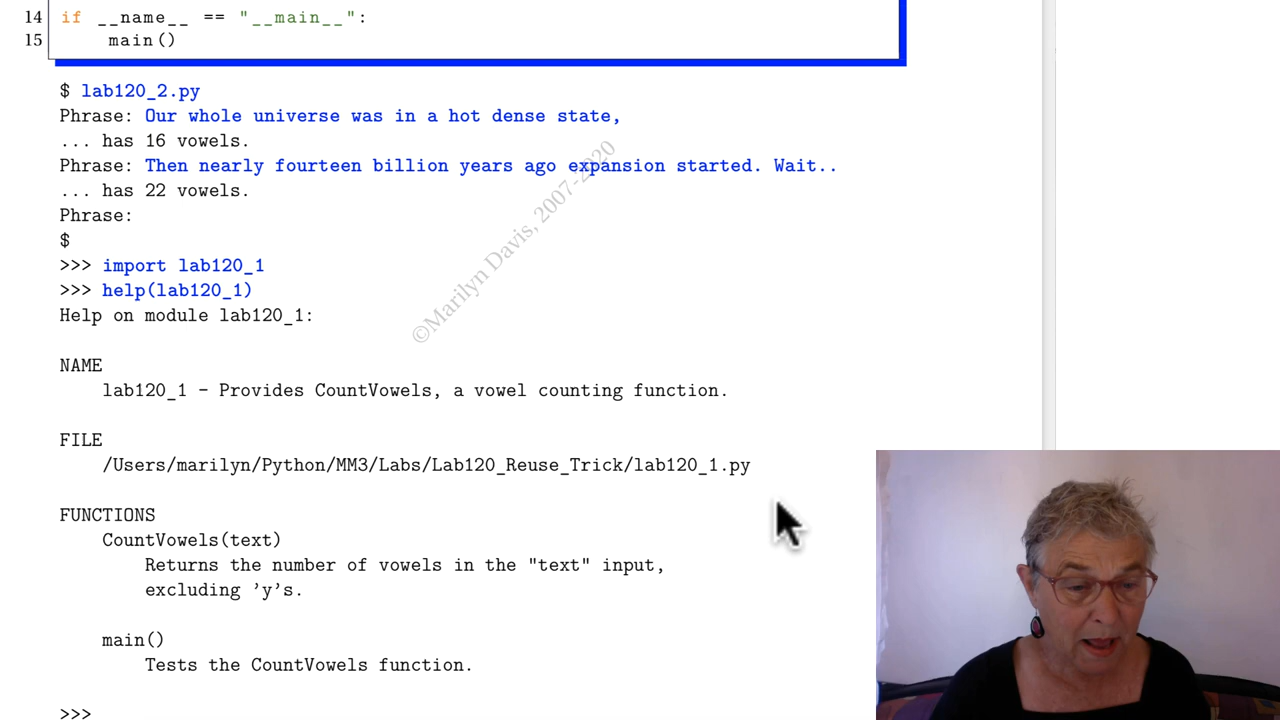 14 if __name__ == "__main__":
15 main()
$ lab120_2.py
Phrase: Our whole universe was in a hot dense state,
... has 16 vowels.
Phrase: Then nearly fourteen billion years ago expansion started. Wait..
... has 22 vowels.
Phrase:
$
>>> import lab120_1
>>> help(lab120_1)
Help on module lab120_1:
NAME
lab120_1 - Provides CountVowels, a vowel counting function.
FILE
/Users/marilyn/Python/MM3/Labs/Lab120_Reuse_Trick/lab120_1.py
FUNCTIONS
CountVowels(text)
Returns the number of vowels in the "text" input,
excluding ’y’s.
main()
Tests the CountVowels function.
>>>
©Marilyn Davis, 2007-2020